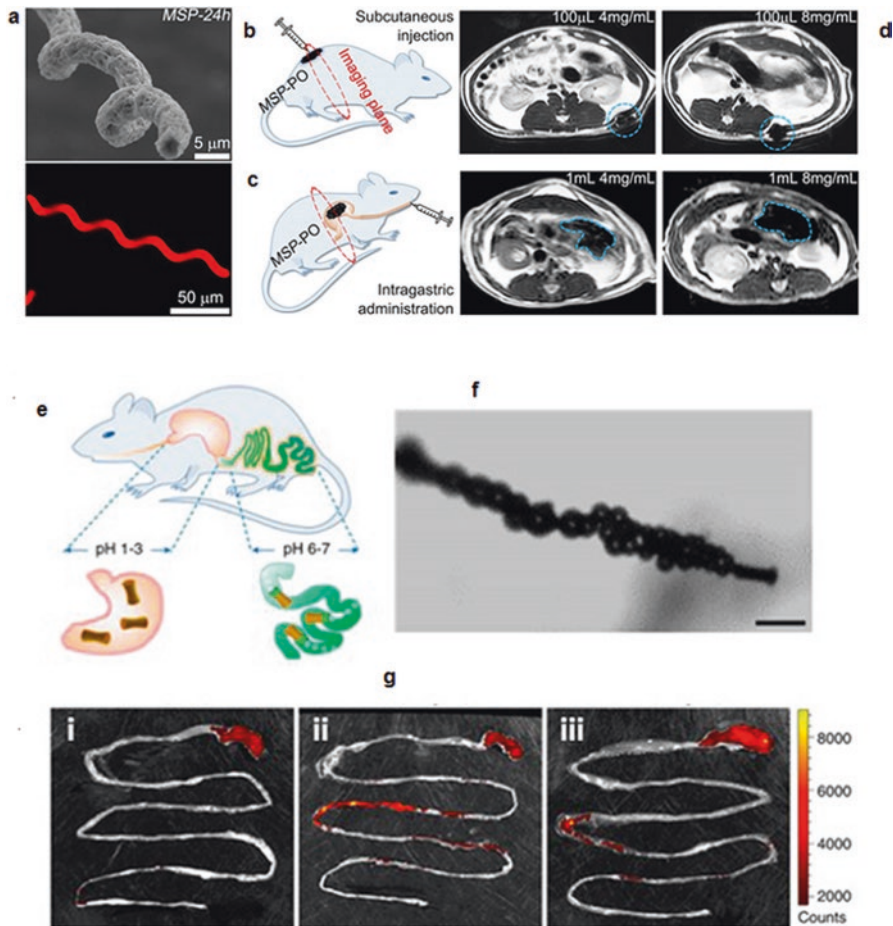 a
MSP-24h
5 μm
50 μm
b
Subcutaneous
injection
MSP-PO
Imaging plane
100μL 4mg/mL
100μL 8mg/mL
d
c
MSP-PO
Intragastric
administration
1mL 4mg/mL
1mL 8mg/mL
e
pH 1-3
pH 6-7
f
g
i
ii
iii
8000
6000
4000
2000
Counts